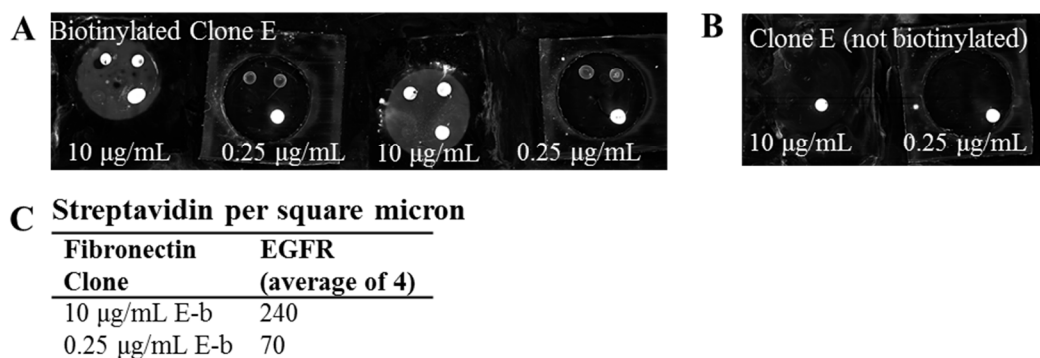 A
Biotinylated Clone E
10 μg/mL
0.25 μg/mL
10 μg/mL
0.25 μg/mL
B
Clone E (not biotinylated)
10 μg/mL
0.25 μg/mL
C
Streptavidin per square micron
Fibronectin Clone
EGFR (average of 4)
10 μg/mL E-b 240
0.25 μg/mL E-b 70